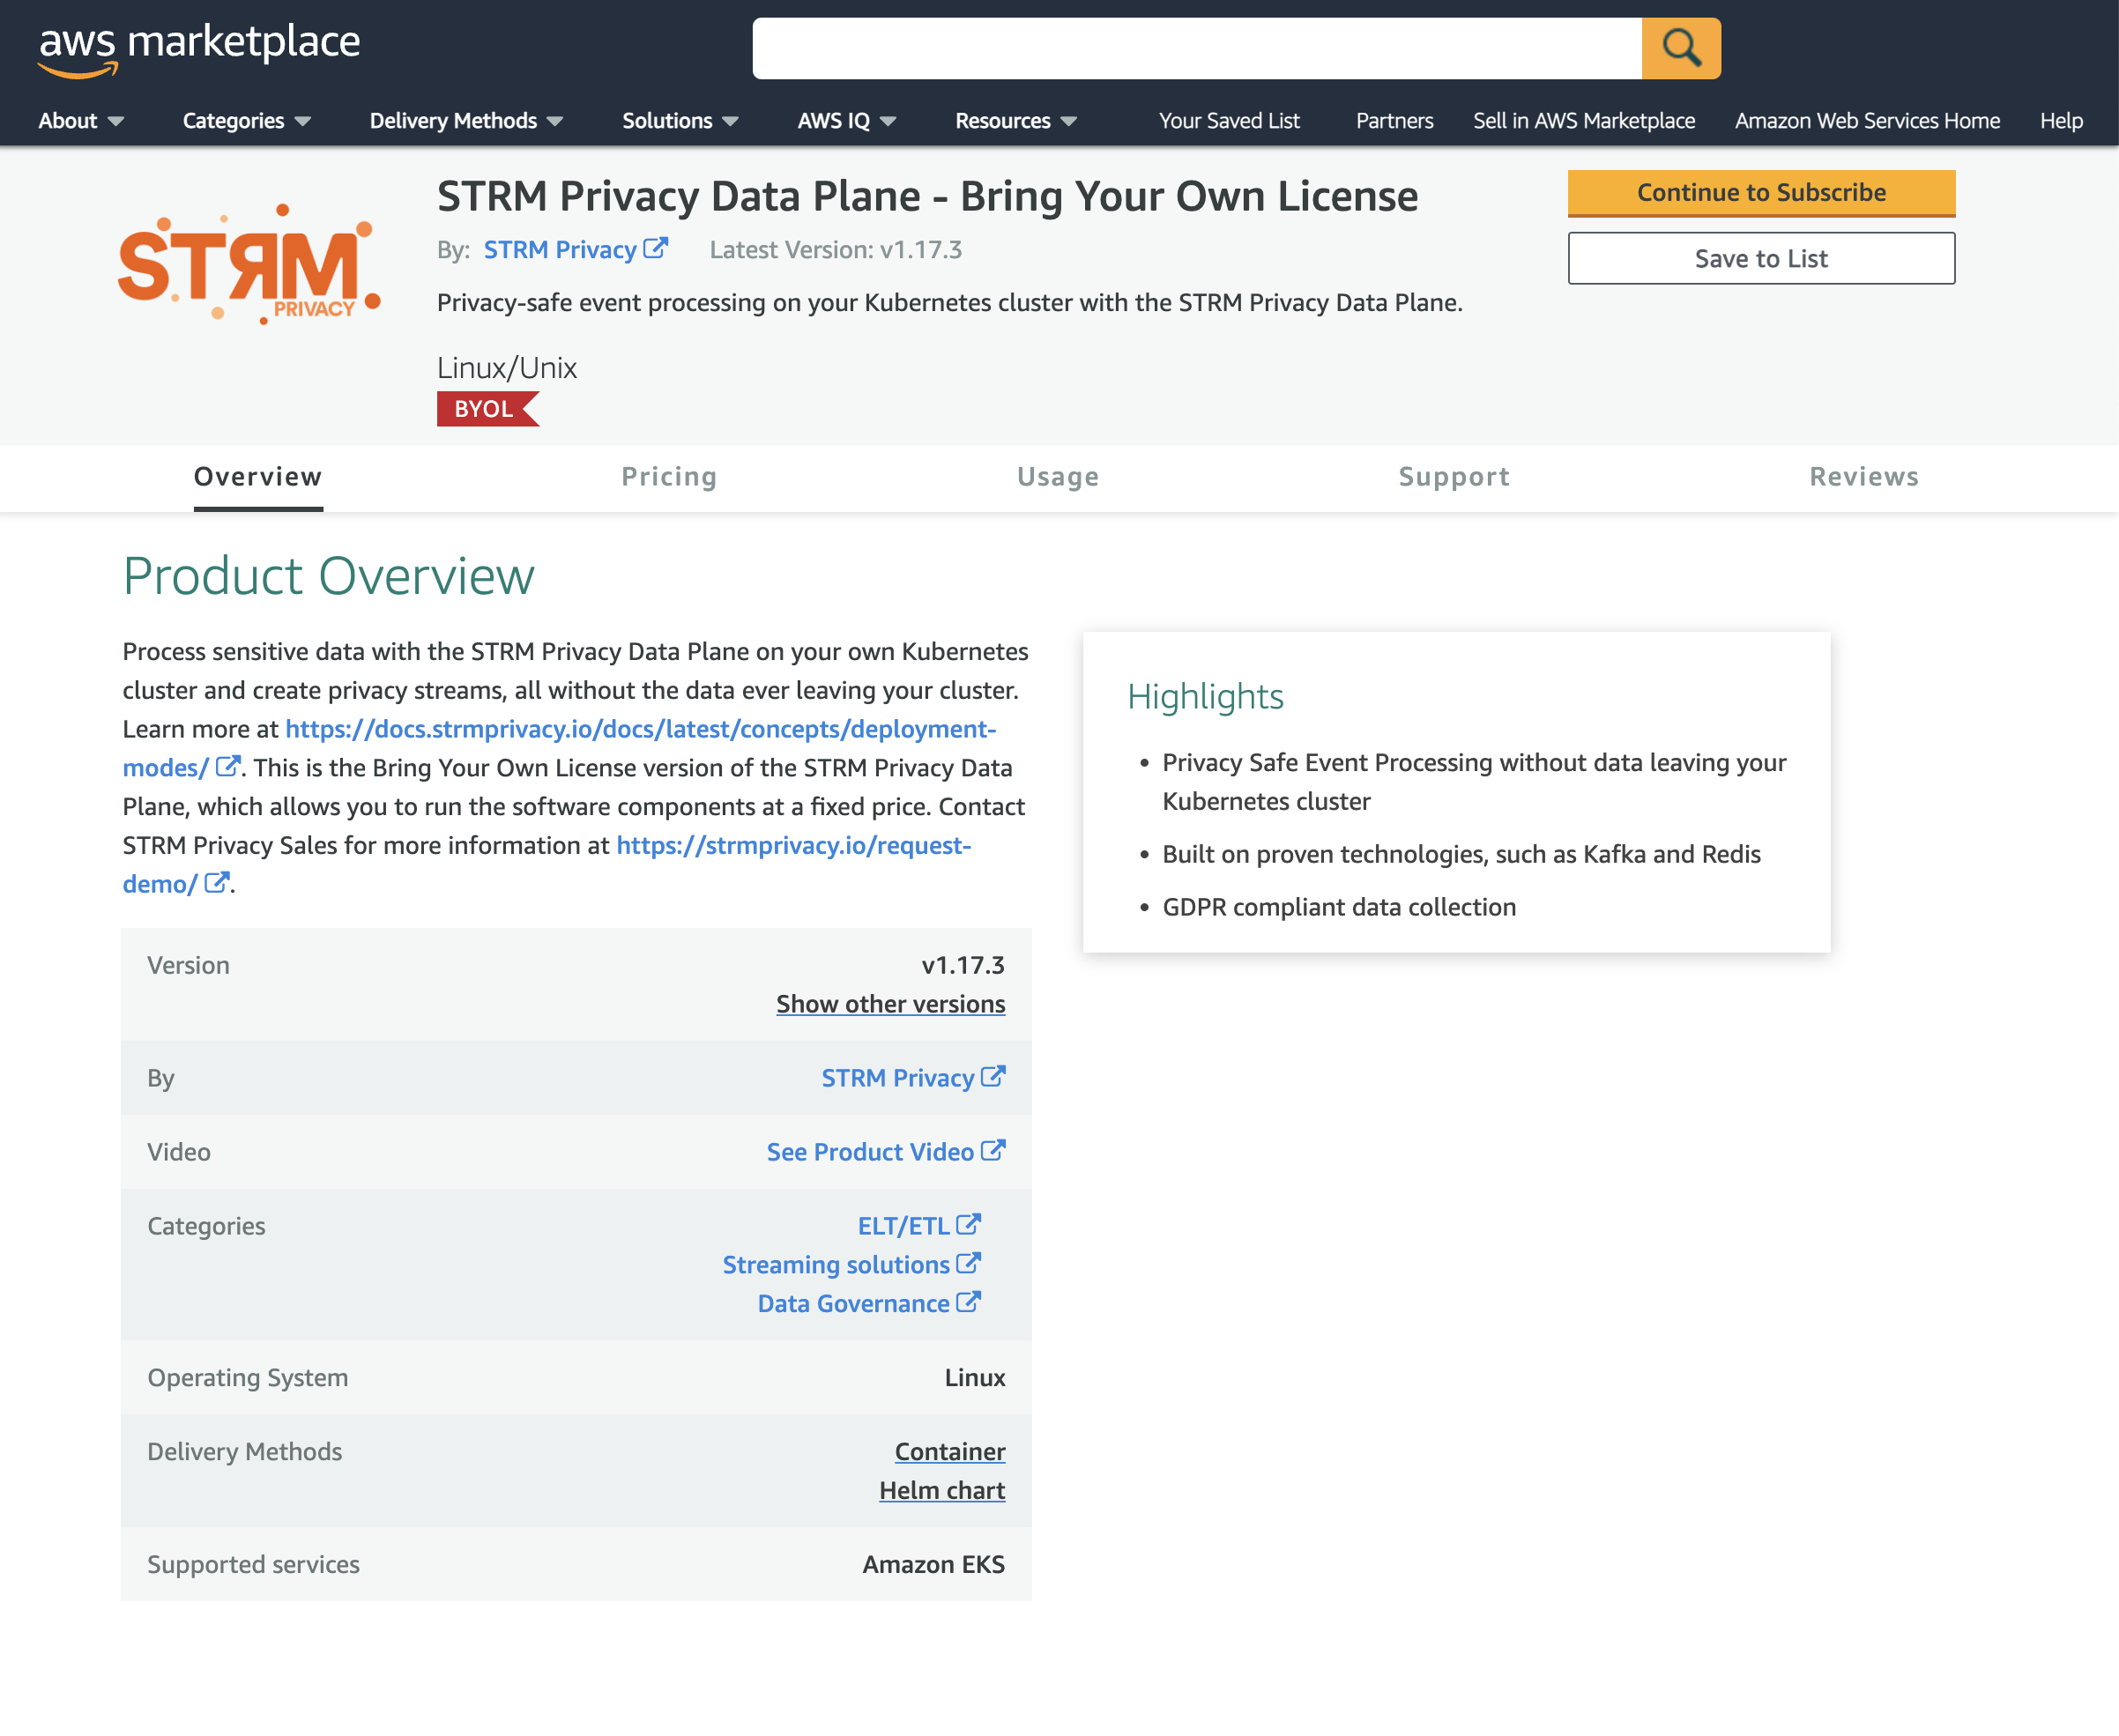 aws marketplace
About Categories Delivery Methods Solutions AWS IQ Resources Your Saved List Partners Sell in AWS Marketplace Amazon Web Services Home Help
STRM
PRIVACY
STRM Privacy Data Plane - Bring Your Own License
By: STRM Privacy Latest Version: v1.17.3
Privacy-safe event processing on your Kubernetes cluster with the STRM Privacy Data Plane.
Linux/Unix
BYOL
Continue to Subscribe
Save to List
Overview Pricing Usage Support Reviews
Product Overview
Process sensitive data with the STRM Privacy Data Plane on your own Kubernetes
cluster and create privacy streams, all without the data ever leaving your cluster.
Learn more at https://docs.strmprivacy.io/docs/latest/concepts/deployment-
modes/ . This is the Bring Your Own License version of the STRM Privacy Data
Plane, which allows you to run the software components at a fixed price. Contact
STRM Privacy Sales for more information at https://strmprivacy.io/request-
demo/ .
Version v1.17.3
Show other versions
By STRM Privacy
Video See Product Video
Categories ELT/ETL
Streaming solutions
Data Governance
Operating System Linux
Delivery Methods Container
Helm chart
Supported services Amazon EKS
Highlights
• Privacy Safe Event Processing without data leaving your
Kubernetes cluster
• Built on proven technologies, such as Kafka and Redis
• GDPR compliant data collection